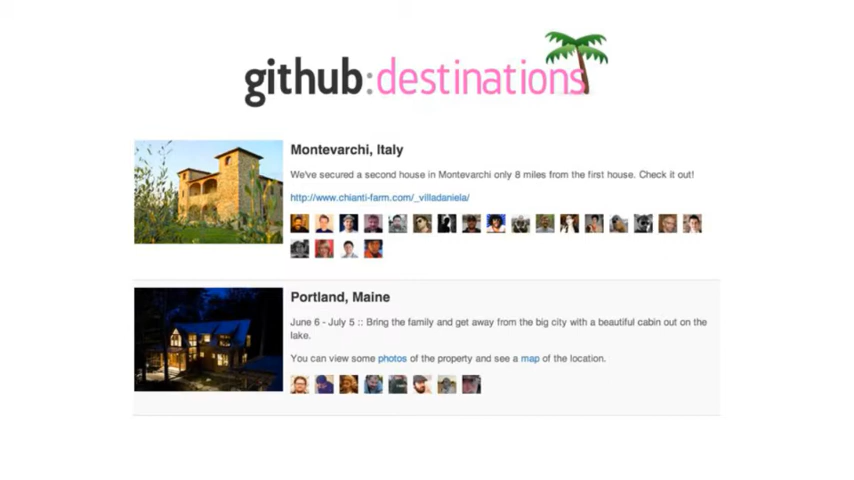 github:destinations
Montevarchi, Italy
We've secured a second house in Montevarchi only 8 miles from the first house. Check it out!
http://www.chianti-farm.com/_villadaniela/
Portland, Maine
June 6 - July 5 :: Bring the family and get away from the big city with a beautiful cabin out on the
lake.
You can view some photos of the property and see a map of the location.